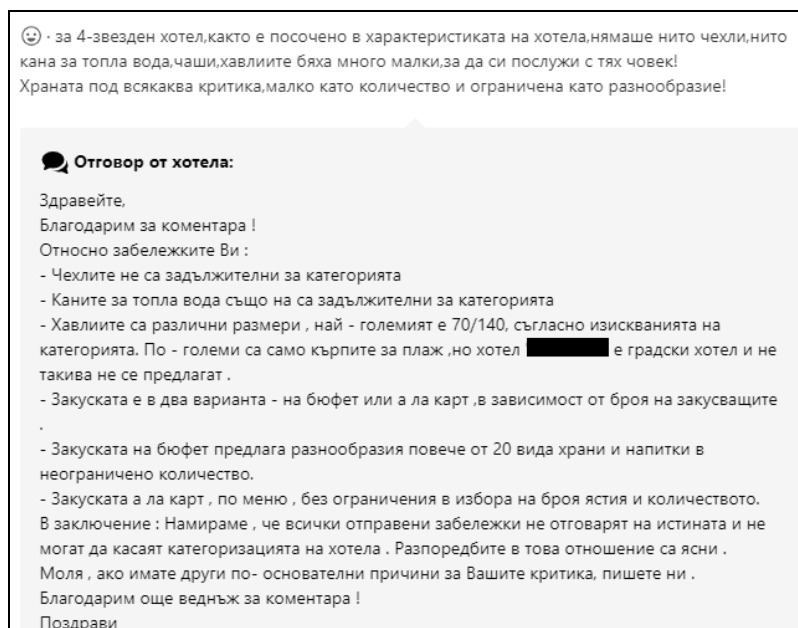 · за 4-звезден хотел,както е посочено в характеристиката на хотела,нямаше нито чехли,нито
кана за топла вода,чаши,хавлиите бяха много малки,за да си послужи с тях човек!
Храната под всякаква критика,малко като количество и ограничена като разнообразие!
Отговор от хотела:
Здравейте,
Благодарим за коментара !
Относно забележките Ви :
- Чехлите не са задължителни за категорията
- Каните за топла вода също на са задължителни за категорията
- Хавлиите са различни размери , най - големият е 70/140, съгласно изискванията на
категорията. По - големи са само кърпите за плаж ,но хотел е градски хотел и не
такива не се предлагат .
- Закуската е в два варианта - на бюфет или а ла карт ,в зависимост от броя на закусващите
.
- Закуската на бюфет предлага разнообразия повече от 20 вида храни и напитки в
неограничено количество.
- Закуската а ла карт , по меню , без ограничения в избора на броя ястия и количеството.
В заключение : Намираме , че всички отправени забележки не отговарят на истината и не
могат да касаят категоризацията на хотела . Разпоредбите в това отношение са ясни .
Моля , ако имате други по- основателни причини за Вашите критика, пишете ни .
Благодарим още веднъж за коментара !
Поздрави